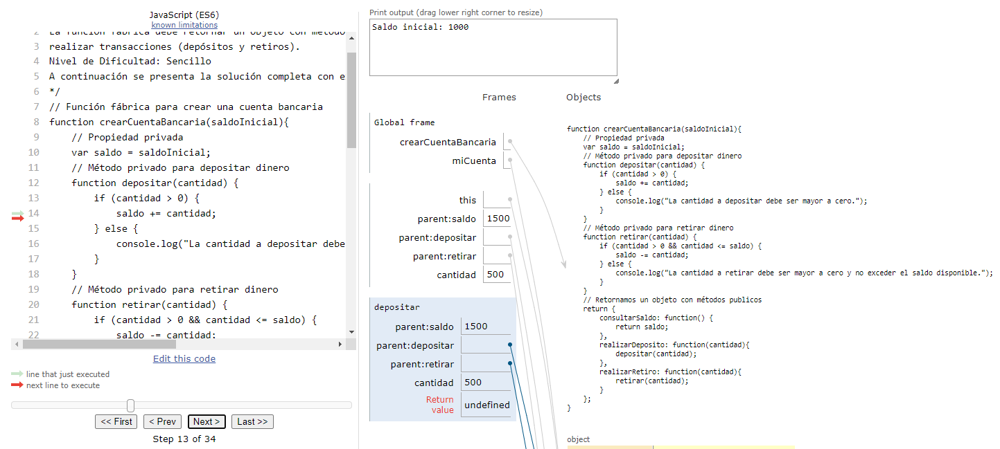 JavaScript (ES6)
known limitations
2 La función fábrica debe retornar un objeto con método
3 realizar transacciones (depósitos y retiros).
4 Nivel de Dificultad: Sencillo
5 A continuación se presenta la solución completa con e
6 */
7 // Función fábrica para crear una cuenta bancaria
8 function crearCuentaBancaria(saldoInicial){
9 // Propiedad privada
10 var saldo = saldoInicial;
11 // Método privado para depositar dinero
12 function depositar(cantidad) {
13 if (cantidad > 0) {
14 saldo += cantidad;
15 } else {
16 console.log("La cantidad a depositar debe
17 }
18 }
19 // Método privado para retirar dinero
20 function retirar(cantidad) {
21 if (cantidad > 0 && cantidad <= saldo) {
22 saldo -= cantidad;
Edit this code
line that just executed
next line to execute
<< First < Prev Next > Last >>
Step 13 of 34
Print output (drag lower right corner to resize)
Saldo inicial: 1000
Frames Objects
Global frame
crearCuentaBancaria
miCuenta
this
parent:saldo 1500
parent:depositar
parent:retirar
cantidad 500
depositar
parent:saldo 1500
parent:depositar
parent:retirar
cantidad 500
Return
value undefined
function crearCuentaBancaria(saldoInicial){
// Propiedad privada
var saldo = saldoInicial;
// Método privado para depositar dinero
function depositar(cantidad) {
if (cantidad > 0) {
saldo += cantidad;
} else {
console.log("La cantidad a depositar debe ser mayor a cero.");
}
}
// Método privado para retirar dinero
function retirar(cantidad) {
if (cantidad > 0 && cantidad <= saldo) {
saldo -= cantidad;
} else {
console.log("La cantidad a retirar debe ser mayor a cero y no exceder el saldo disponible.");
}
}
// Retornamos un objeto con métodos publicos
return {
consultarSaldo: function() {
return saldo;
},
realizarDeposito: function(cantidad){
depositar(cantidad);
},
realizarRetiro: function(cantidad){
retirar(cantidad);
}
};
}
object